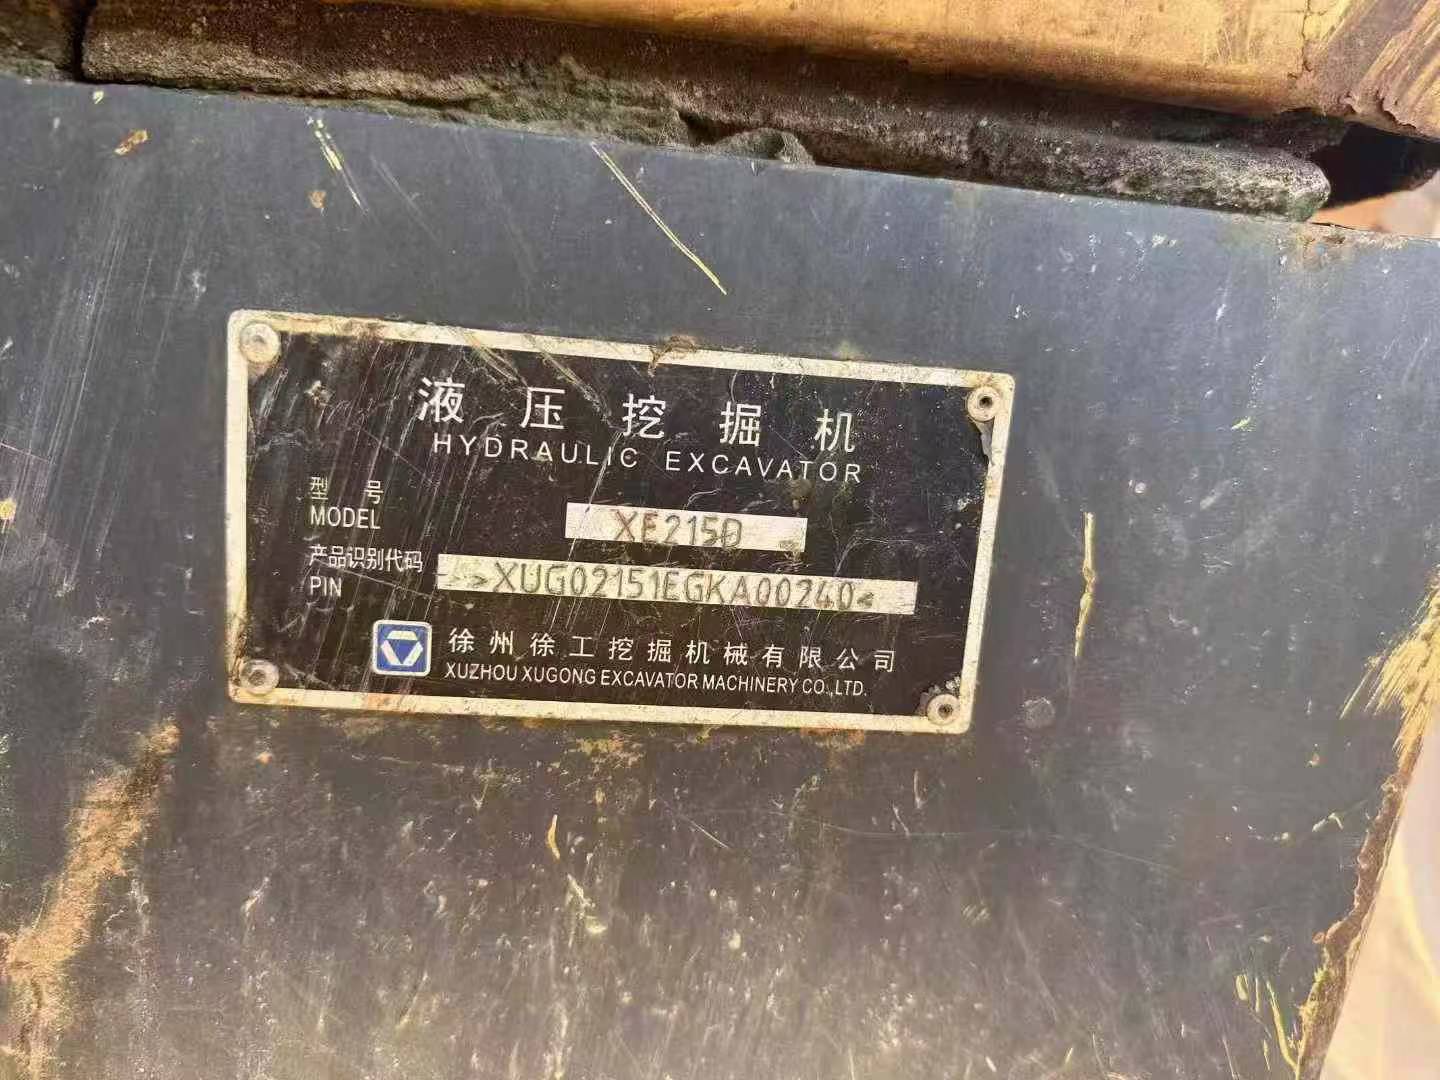 液压挖掘机
HYDRAULIC EXCAVATOR
型号
MODEL
XE215D
产品识别代码
PIN
>XUG02151EGKA00240<
徐州徐工挖掘机械有限公司
XUZHOU XUGONG EXCAVATOR MACHINERY CO.,LTD.